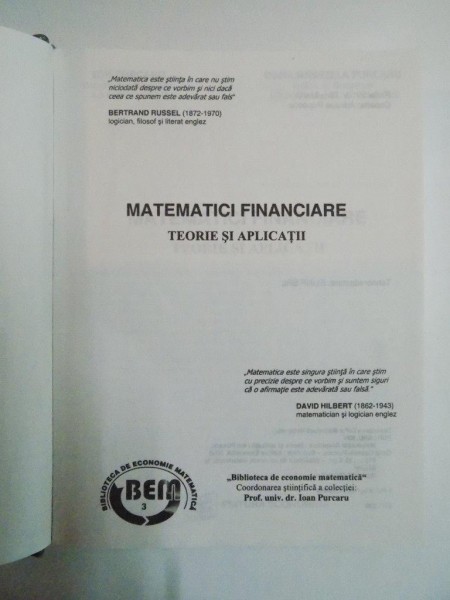 „Matematica este ştiinţa în care nu ştim
niciodată despre ce vorbim şi nici dacă
ceea ce spunem este adevărat sau fals"
BERTRAND RUSSEL (1872-1970)
logician, filosof şi literat englez
MATEMATICI FINANCIARE
TEORIE ŞI APLICAŢII
„Matematica este singura ştiinţă în care ştim
cu precizie despre ce vorbim şi suntem siguri
că o afirmaţie este adevărată sau falsă."
DAVID HILBERT (1862-1943)
matematician şi logician englez
BIBLIOTECA DE ECONOMIE MATEMATICĂ
BEM
3
„Biblioteca de economie matematică"
Coordonarea ştiinţifică a colecţiei:
Prof. univ. dr. Ioan Purcaru